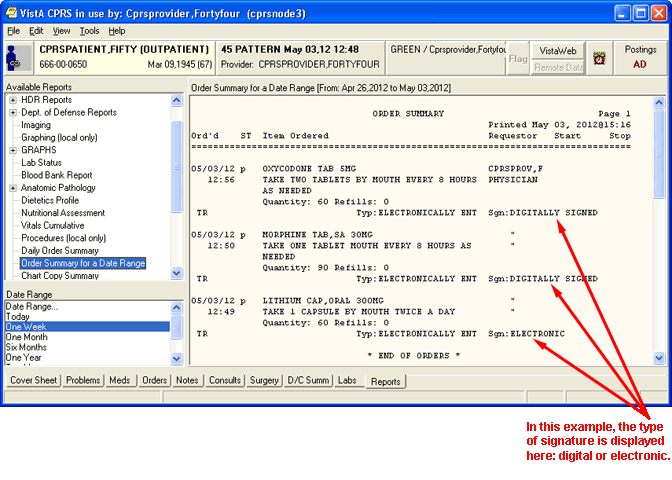 VistA CPRS in use by: Cprsprovider,Fortyfour (cprsnode3)
File Edit View Tools Help
CPRSPATIENT,FIFTY (OUTPATIENT)
666-00-0650 Mar 09,1945 (67)
45 PATTERN May 03,12 12:48
Provider: CPRSPROVIDER,FORTYFOUR
GREEN / Cprsprovider,Fortyfou
Flag
VistaWeb
Remote Data
Postings
AD
Available Reports
HDR Reports
Dept. of Defense Reports
Imaging
Graphing (local only)
GRAPHS
Lab Status
Blood Bank Report
Anatomic Pathology
Dietetics Profile
Nutritional Assessment
Vitals Cumulative
Procedures (local only)
Daily Order Summary
Order Summary for a Date Range
Chart Copy Summary
Date Range
Date Range...
Today
One Week
One Month
Six Months
One Year
Order Summary for a Date Range [From: Apr 26,2012 to May 03,2012]
ORDER SUMMARY Page 1
Printed May 03, 2012@15:16
Ord'd ST Item Ordered Requestor Start Stop
05/03/12 p OXYCODONE TAB 5MG CPRSPROV,F
12:56 TAKE TWO TABLETS BY MOUTH EVERY 8 HOURS PHYSICIAN
AS NEEDED
Quantity: 60 Refills: 0
TR Typ:ELECTRONICALLY ENT Sgn:DIGITALLY SIGNED
05/03/12 p MORPHINE TAB,SA 30MG "
12:50 TAKE ONE TABLET MOUTH EVERY 8 HOURS AS "
NEEDED
Quantity: 90 Refills: 0
TR Typ:ELECTRONICALLY ENT Sgn:DIGITALLY SIGNED
05/03/12 p LITHIUM CAP,ORAL 300MG "
12:49 TAKE 1 CAPSULE BY MOUTH TWICE A DAY "
Quantity: 60 Refills: 0
TR Typ:ELECTRONICALLY ENT Sgn:ELECTRONIC
* END OF ORDERS *
Cover Sheet Problems Meds Orders Notes Consults Surgery D/C Summ Labs Reports
In this example, the type
of signature is displayed
here: digital or electronic.